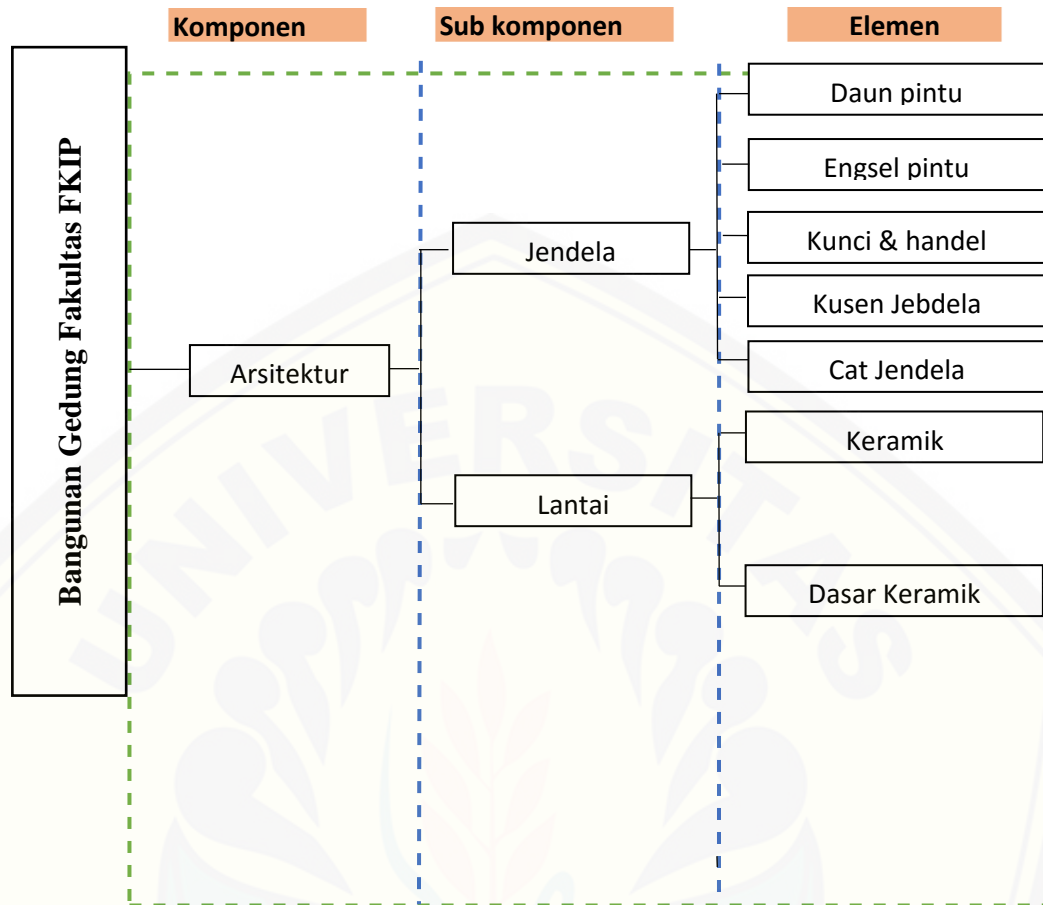 Komponen
Sub komponen
Elemen
Bangunan Gedung Fakultas FKIP
Arsitektur
Jendela
Daun pintu
Engsel pintu
Kunci & handel
Kusen Jebdela
Cat Jendela
Lantai
Keramik
Dasar Keramik
UNIVERSITAS